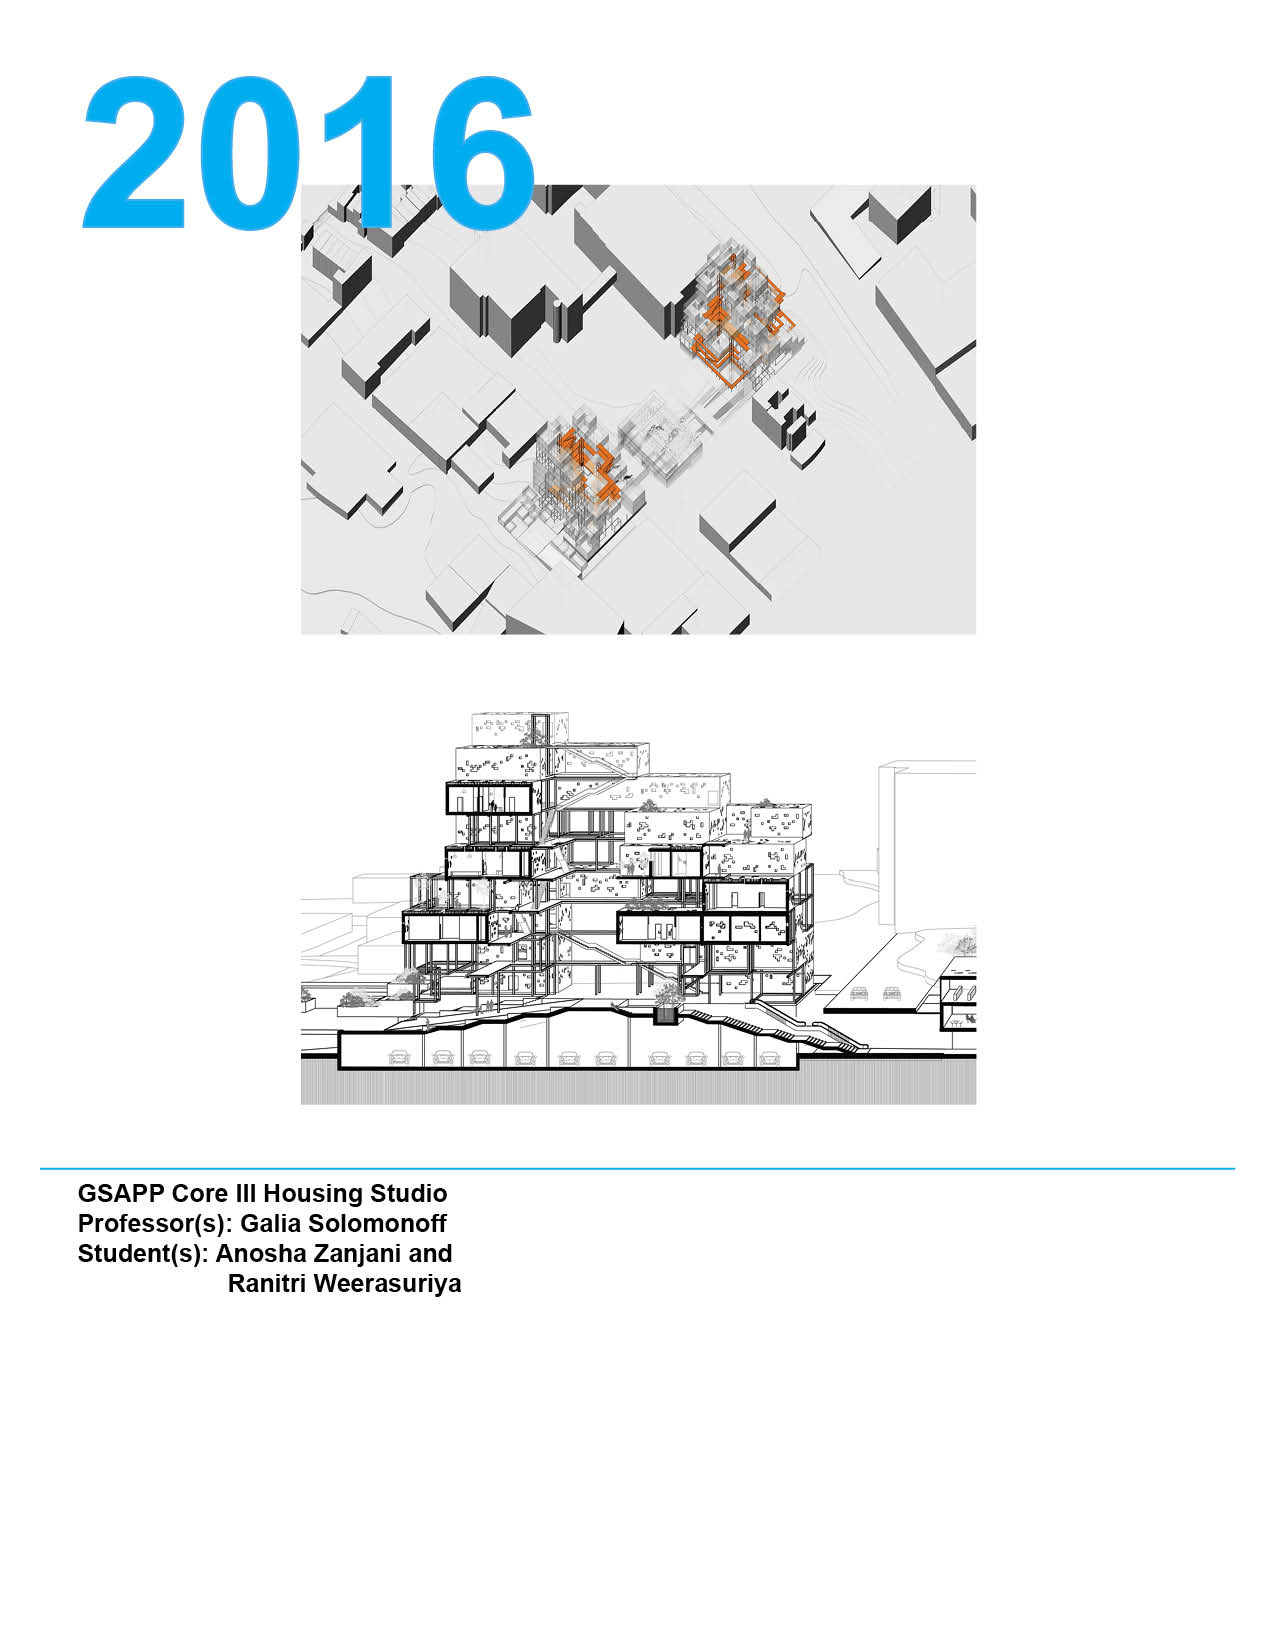 2016
GSAPP Core III Housing Studio
Professor(s): Galia Solomonoff
Student(s): Anosha Zanjani and
Ranitri Weerasuriya